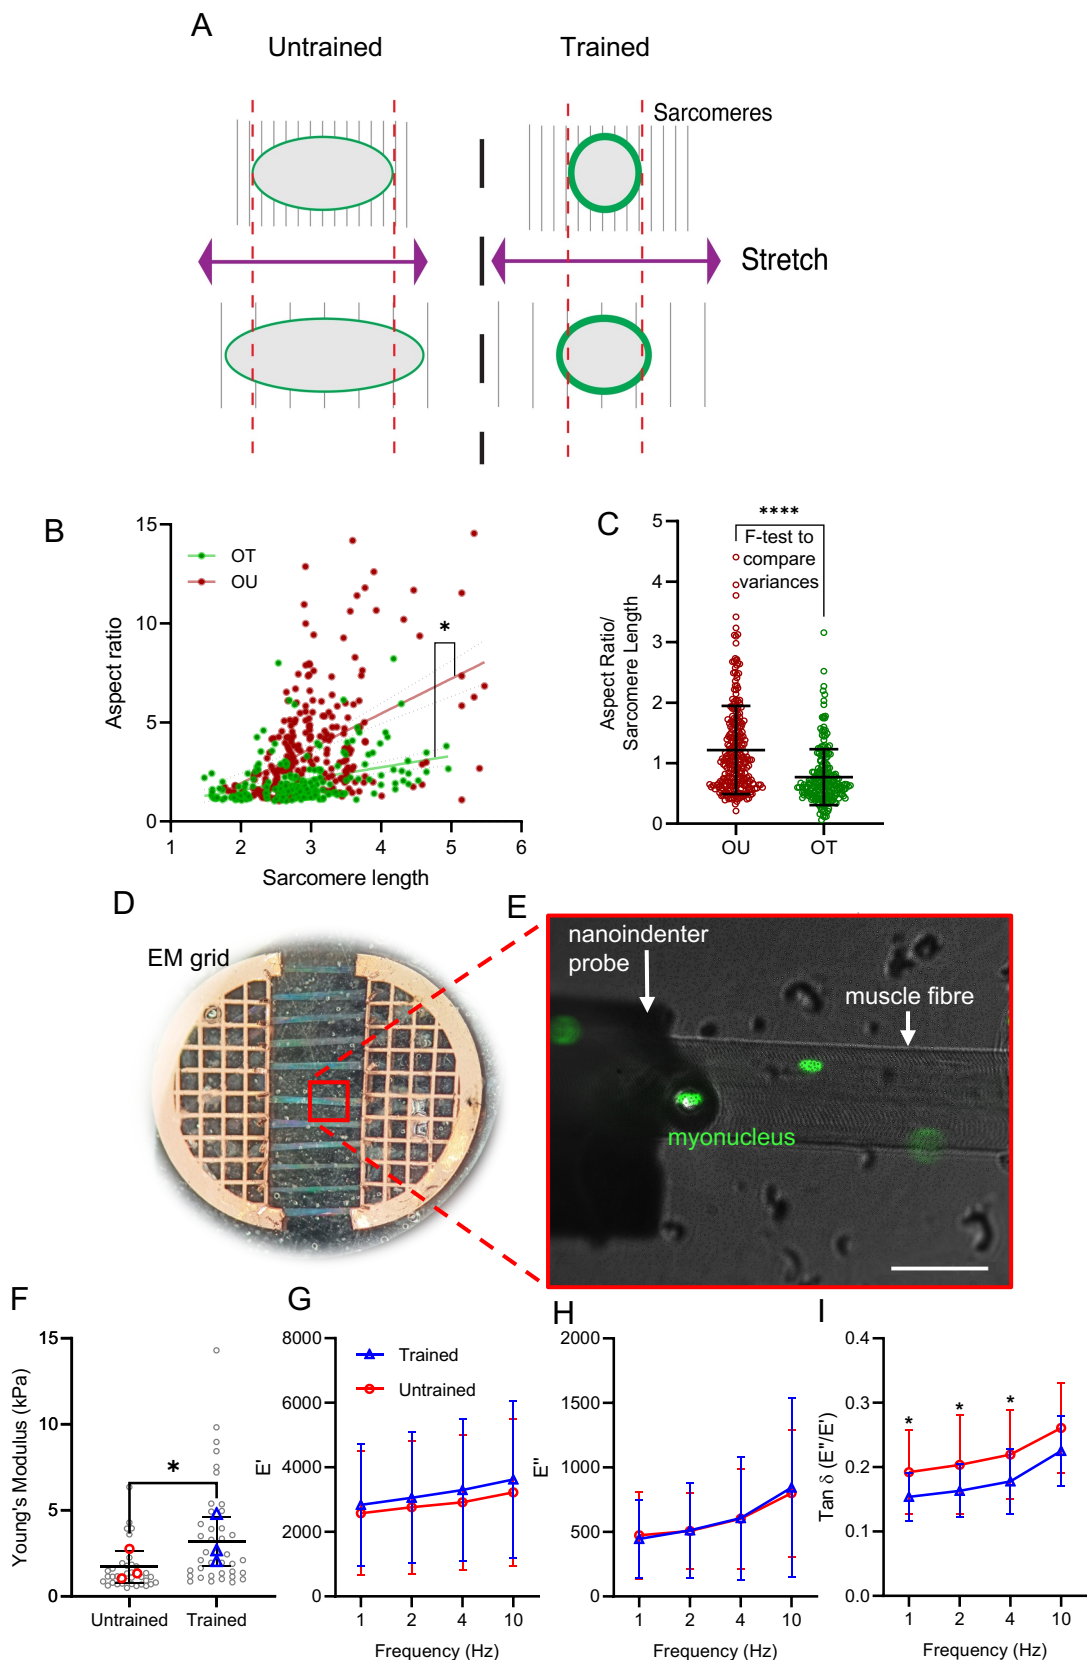 A
Untrained
Trained
Sarcomeres
Stretch
B
15
10
5
0
1
2
3
4
5
6
Aspect ratio
Sarcomere length
OT
OU
*
C
5
4
3
2
1
0
Aspect Ratio/
Sarcomere Length
****
F-test to
compare
variances
OU
OT
D
EM grid
E
nanoindenter
probe
muscle fibre
myonucleus
F
15
10
5
0
Young's Modulus (kPa)
*
Untrained
Trained
G
8000
6000
4000
2000
0
E'
Trained
Untrained
1
2
4
10
Frequency (Hz)
H
2000
1500
1000
500
0
E''
1
2
4
10
Frequency (Hz)
I
0.4
0.3
0.2
0.1
0.0
Tan δ (E''/E')
*
*
*
1
2
4
10
Frequency (Hz)